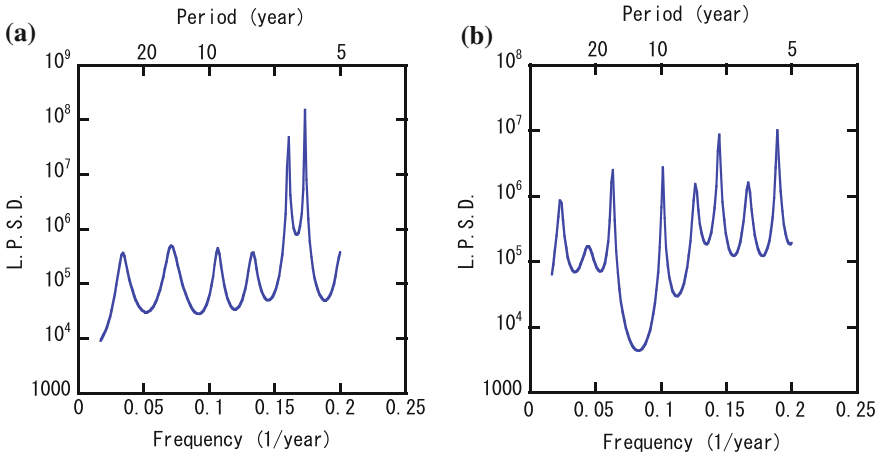 (a)
Period (year)
20 10 5
10⁹
10⁸
10⁷
10⁶
10⁵
10⁴
1000
L.P.S.D.
0 0.05 0.1 0.15 0.2 0.25
Frequency (1/year)
(b)
Period (year)
20 10 5
10⁸
10⁷
10⁶
10⁵
10⁴
1000
L.P.S.D.
0 0.05 0.1 0.15 0.2 0.25
Frequency (1/year)